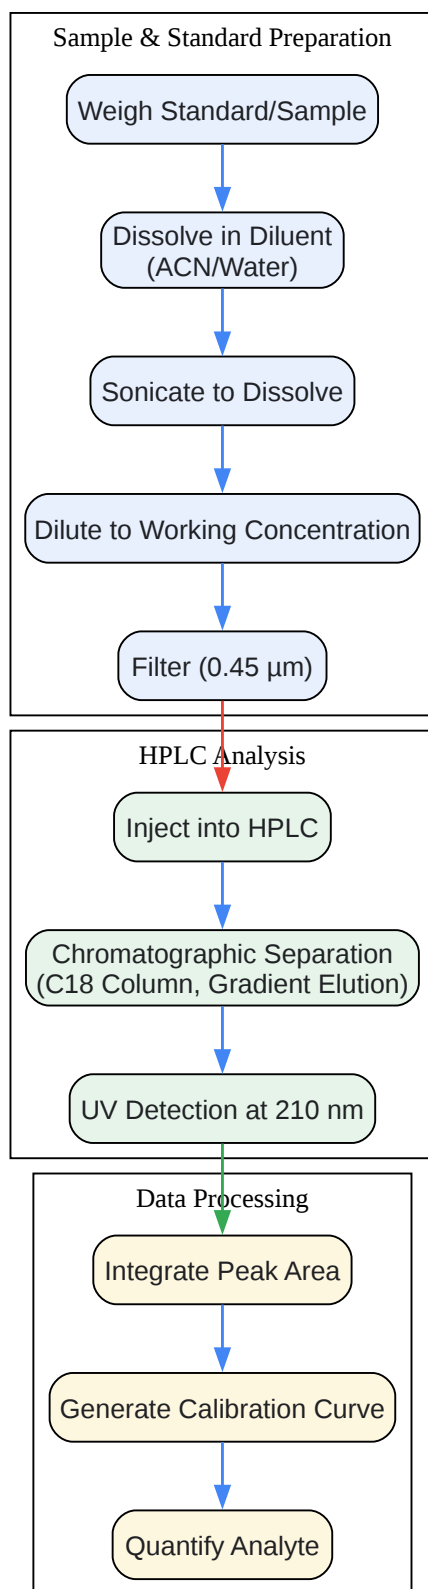 Sample & Standard Preparation
Weigh Standard/Sample
Dissolve in Diluent
(ACN/Water)
Sonicate to Dissolve
Dilute to Working Concentration
Filter (0.45 µm)
HPLC Analysis
Inject into HPLC
Chromatographic Separation
(C18 Column, Gradient Elution)
UV Detection at 210 nm
Data Processing
Integrate Peak Area
Generate Calibration Curve
Quantify Analyte